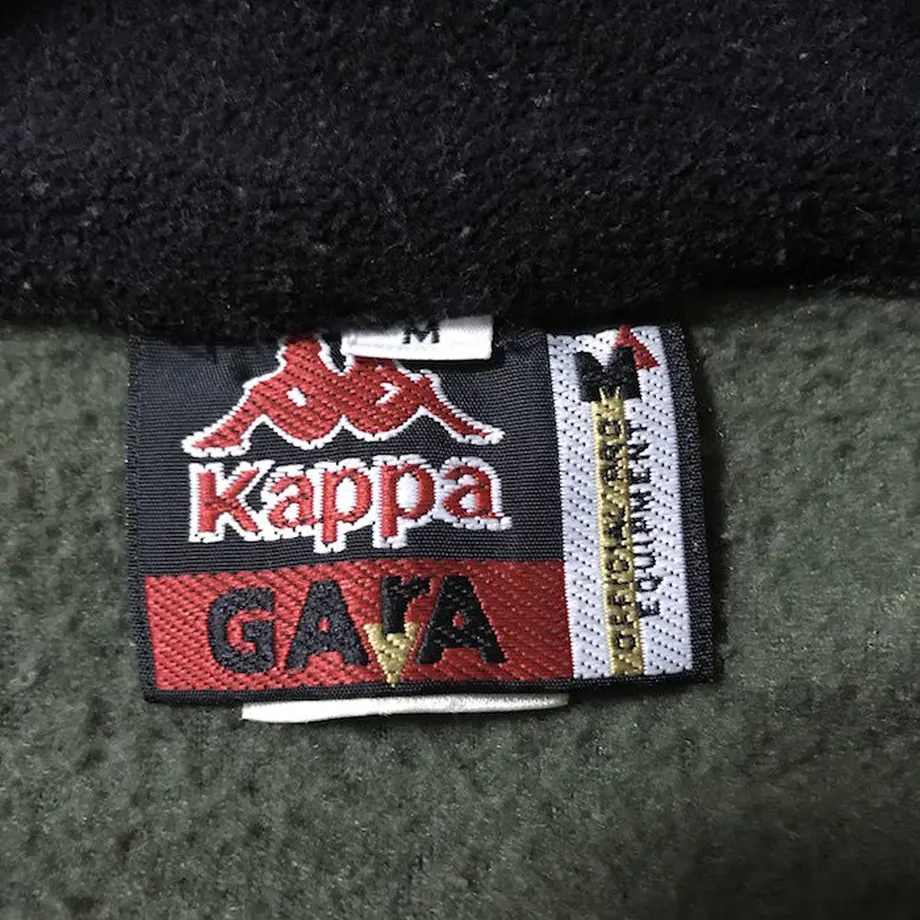 M
Kappa
GArA
M
OFFICIAL PRO
EQUIPMENT